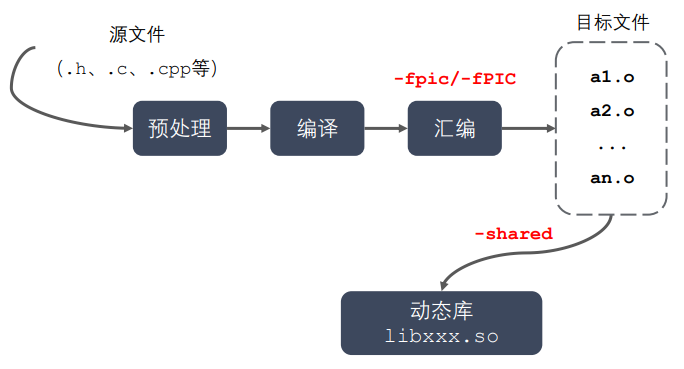 源文件
（.h、.c、.cpp等）
预处理
编译
-fpic/-fPIC
汇编
目标文件
a1.o
a2.o
...
an.o
-shared
动态库
libxxx.so